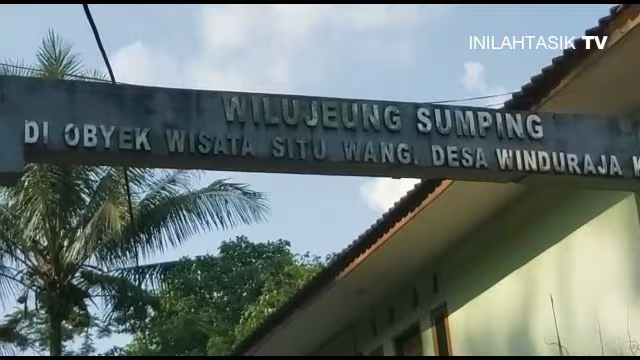 INILAHTASIK TV
WILUJEUNG SUMPING
DI OBYEK WISATA SITU WANGI. DESA WINDURAJA K